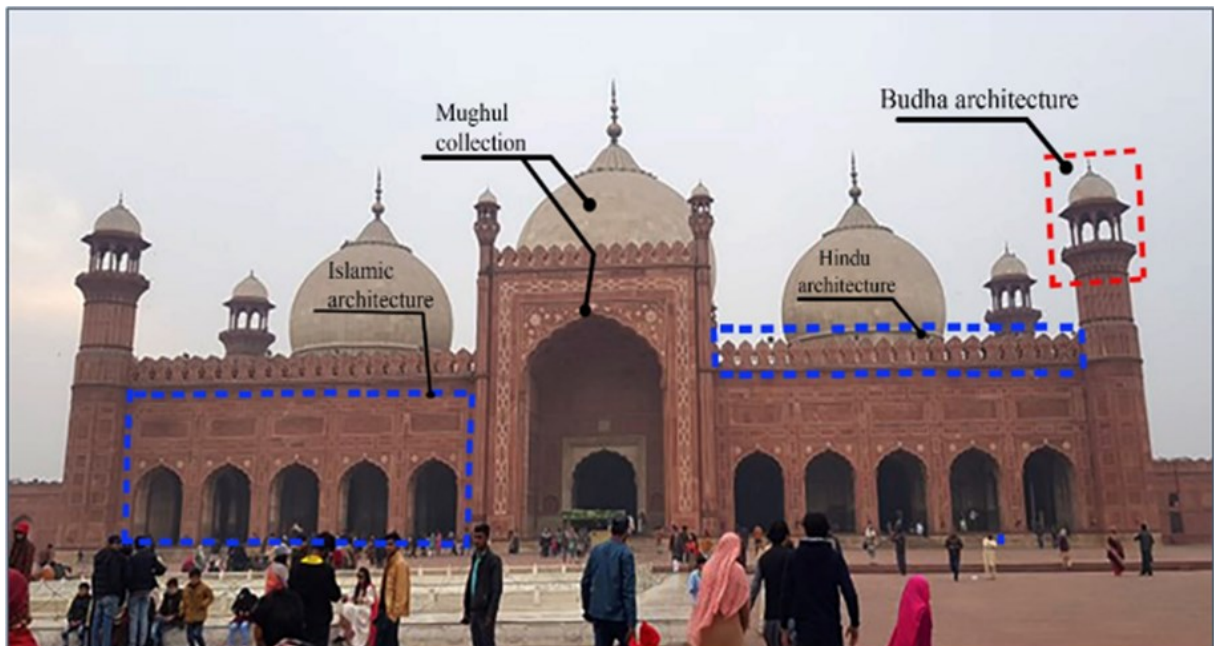 Mughul
collection
Budha architecture
Islamic
architecture
Hindu
architecture